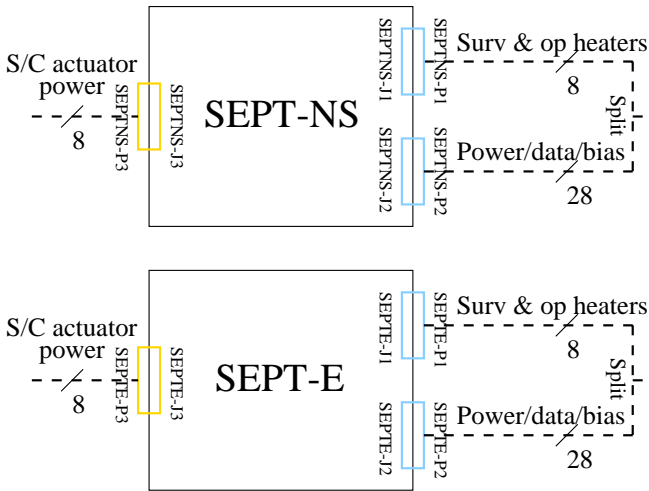 S/C actuator
power
8
SEPTNS-P3
SEPTNS-J3
SEPT-NS
SEPTNS-J1
SEPTNS-P1
Surv & op heaters
8
SEPTNS-J2
SEPTNS-P2
Power/data/bias
28
Split
S/C actuator
power
8
SEPTE-P3
SEPTE-J3
SEPT-E
SEPTE-J1
SEPTE-P1
Surv & op heaters
8
SEPTE-J2
SEPTE-P2
Power/data/bias
28
Split